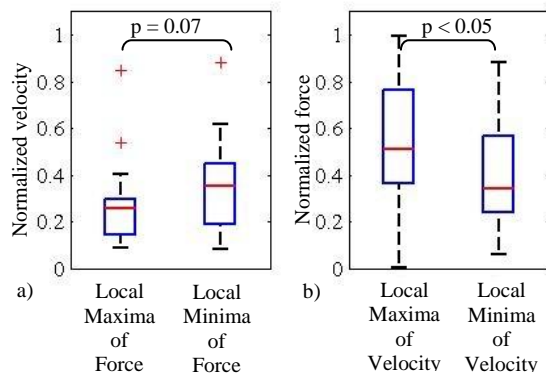 p = 0.07
1
0.8
0.6
0.4
0.2
0
Normalized velocity
a)
Local
Maxima
of
Force
Local
Minima
of
Force
p < 0.05
1
0.8
0.6
0.4
0.2
0
Normalized force
b)
Local
Maxima
of
Velocity
Local
Minima
of
Velocity